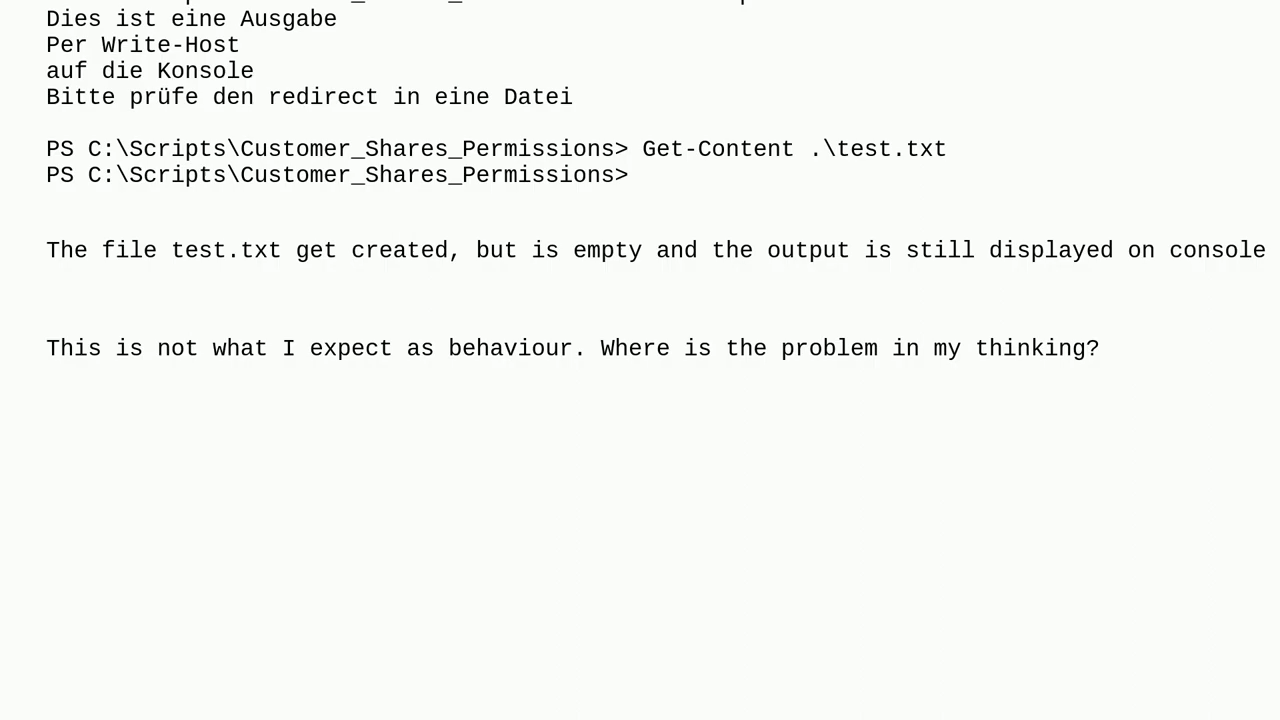 Dies ist eine Ausgabe
Per Write-Host
auf die Konsole
Bitte prüfe den redirect in eine Datei
PS C:\Scripts\Customer_Shares_Permissions> Get-Content .\test.txt
PS C:\Scripts\Customer_Shares_Permissions>
The file test.txt get created, but is empty and the output is still displayed on console
This is not what I expect as behaviour. Where is the problem in my thinking?